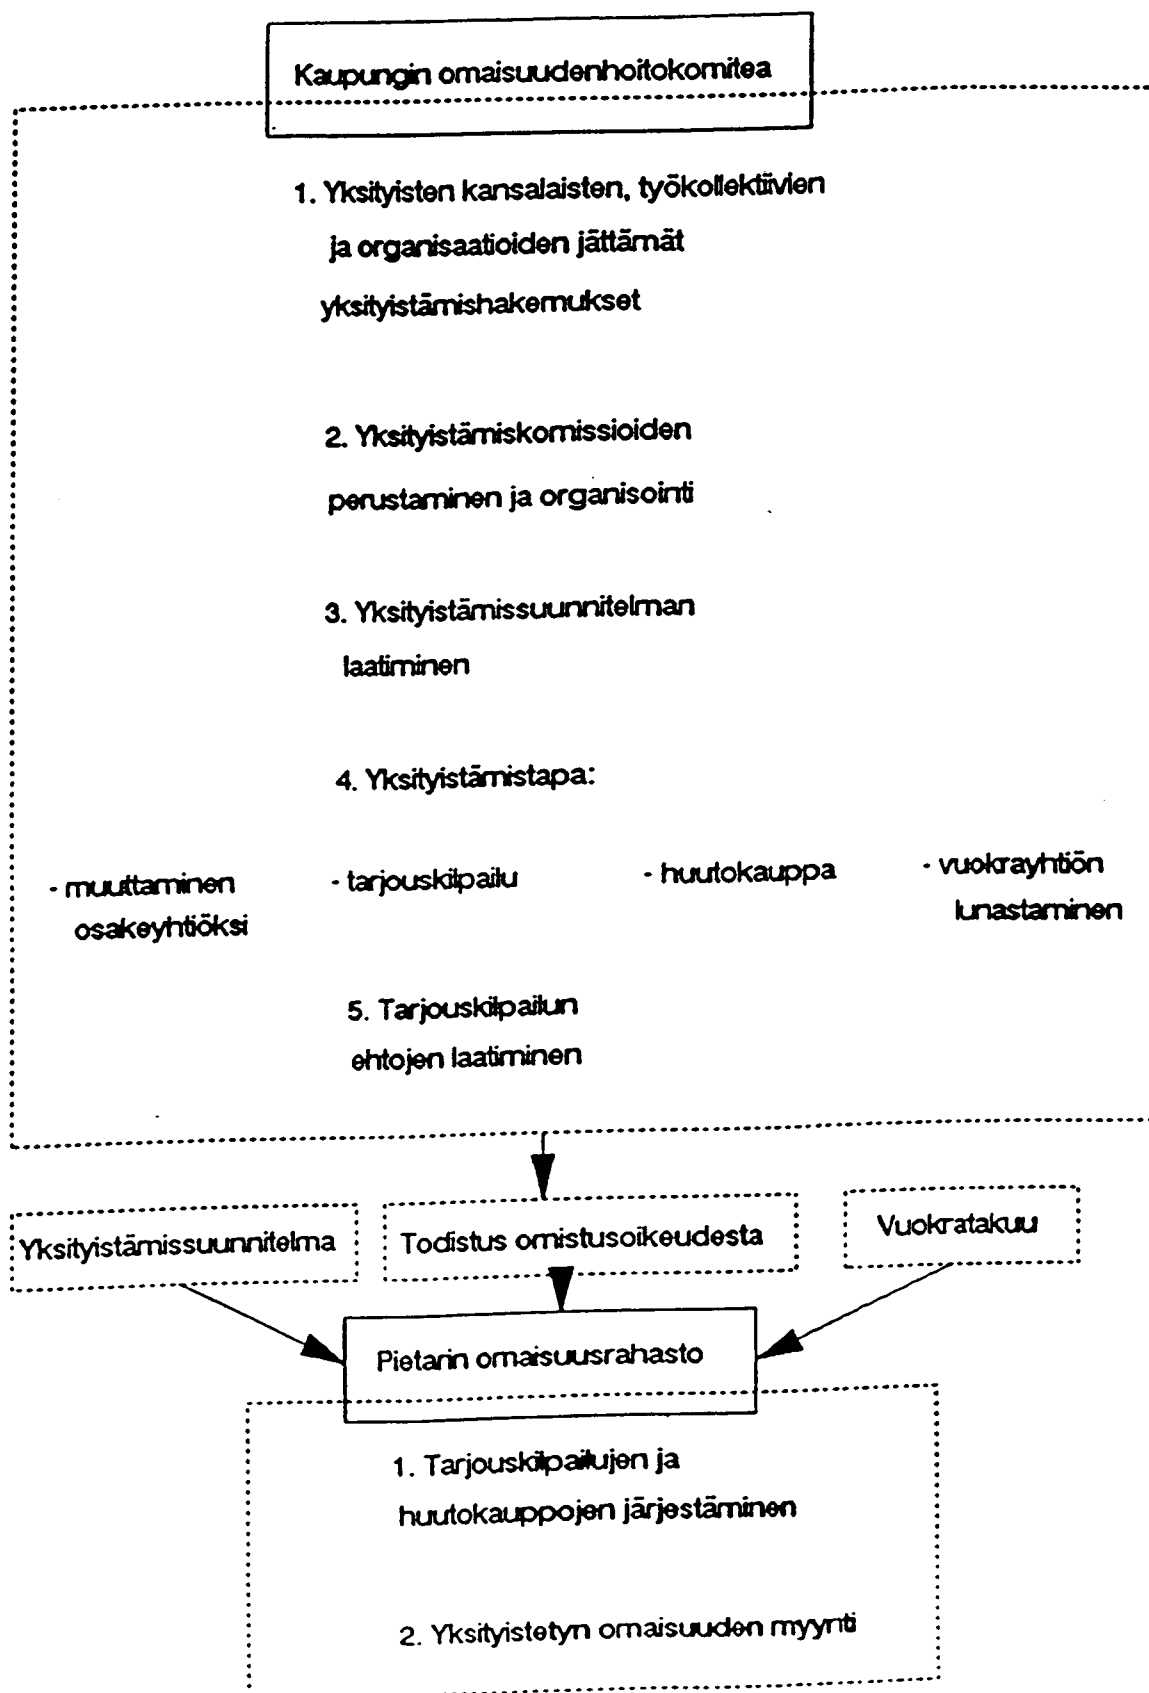 Kaupungin omaisuudenhoitokomitea
1. Yksityisten kansalaisten, työkollektiivien
ja organisaatioiden jättämät
yksityistämishakemukset
2. Yksityistämiskomissioiden
perustaminen ja organisointi
3. Yksityistämissuunnitelman
laatiminen
4. Yksityistämistapa:
- muuttaminen
osakeyhtiöksi
- tarjouskilpailu
- huutokauppa
- vuokrayhtiön
lunastaminen
5. Tarjouskilpailun
ehtojen laatiminen
Yksityistämissuunnitelma
Todistus omistusoikeudesta
Vuokratakuu
Pietarin omaisuusrahasto
1. Tarjouskilpailujen ja
huutokauppojen järjestäminen
2. Yksityistetyn omaisuuden myynti